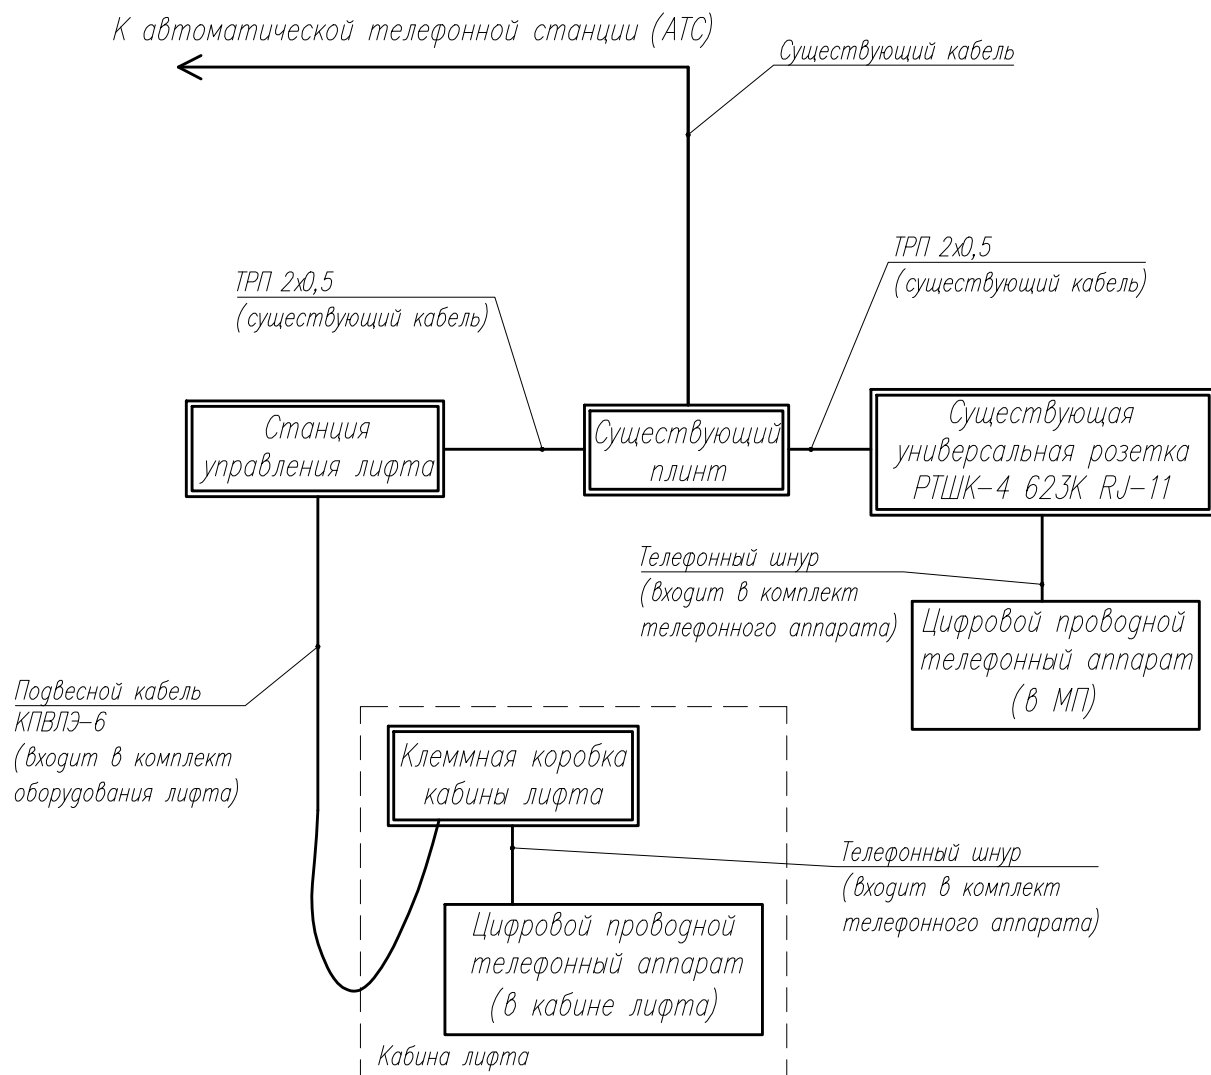 К автоматической телефонной станции (АТС)
Существующий кабель
ТРП 2х0,5
(существующий кабель)
ТРП 2х0,5
(существующий кабель)
Станция
управления лифта
Существующий
плинт
Существующая
универсальная розетка
РТШК-4 623К RJ-11
Телефонный шнур
(входит в комплект
телефонного аппарата)
Цифровой проводной
телефонный аппарат
(в МП)
Подвесной кабель
КПВЛЭ-6
(входит в комплект
оборудования лифта)
Клеммная коробка
кабины лифта
Телефонный шнур
(входит в комплект
телефонного аппарата)
Цифровой проводной
телефонный аппарат
(в кабине лифта)
Кабина лифта